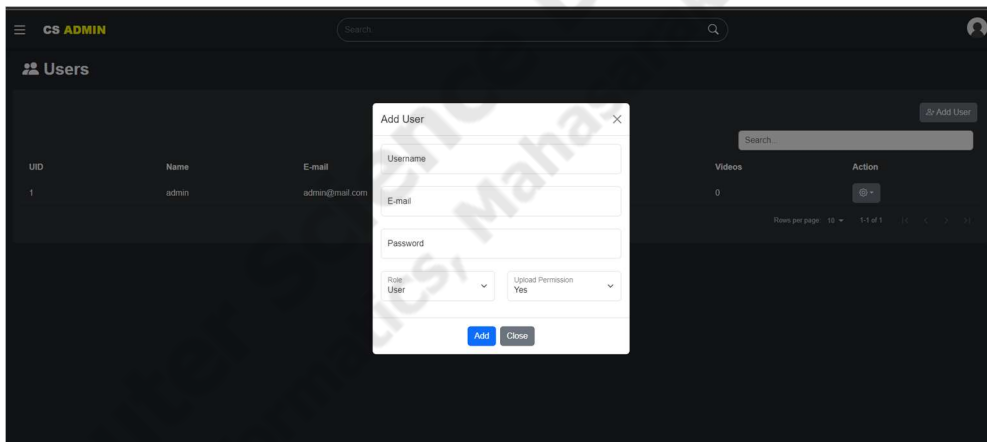 CS ADMIN
Search...
Users
Add User
Add User
Search...
UID Name E-mail Videos Action
1 admin admin@mail.com 0
Rows per page: 10 1-1 of 1
Username
E-mail
Password
Role
User
Upload Permission
Yes
Add Close